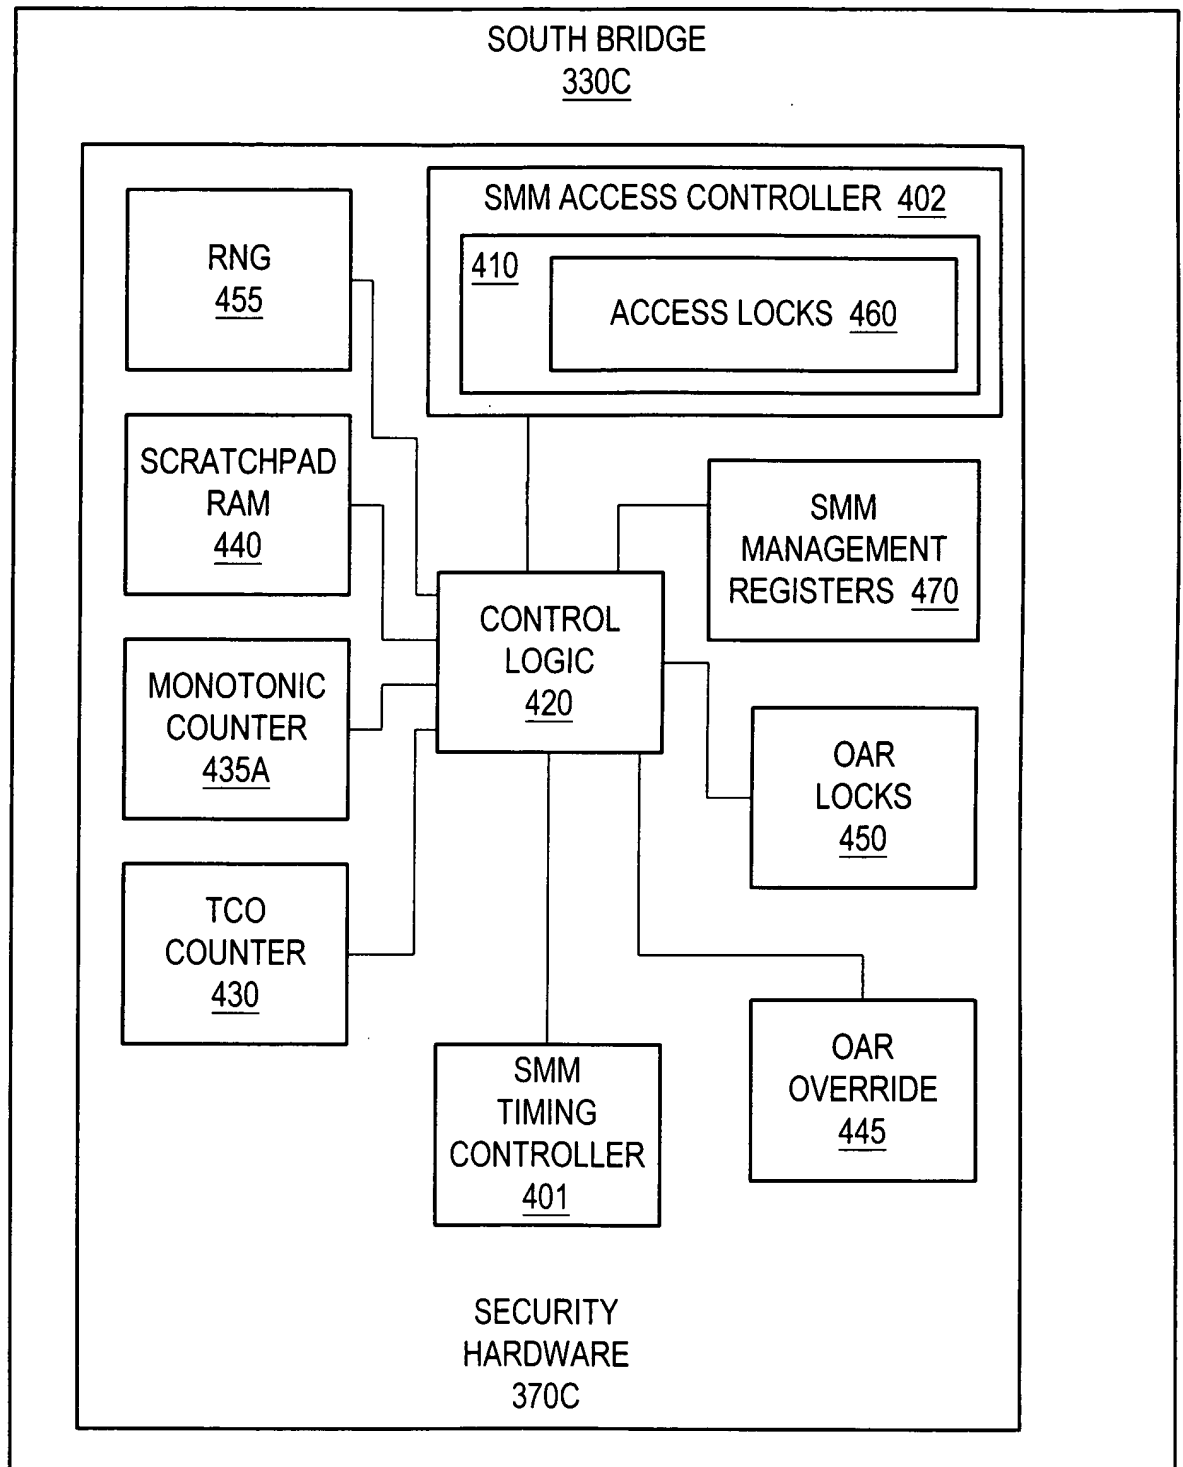 SOUTH BRIDGE
330C
SMM ACCESS CONTROLLER 402
410
ACCESS LOCKS 460
RNG
455
SCRATCHPAD
RAM
440
SMM
MANAGEMENT
REGISTERS 470
CONTROL
LOGIC
420
MONOTONIC
COUNTER
435A
OAR
LOCKS
450
TCO
COUNTER
430
OAR
OVERRIDE
445
SMM
TIMING
CONTROLLER
401
SECURITY
HARDWARE
370C